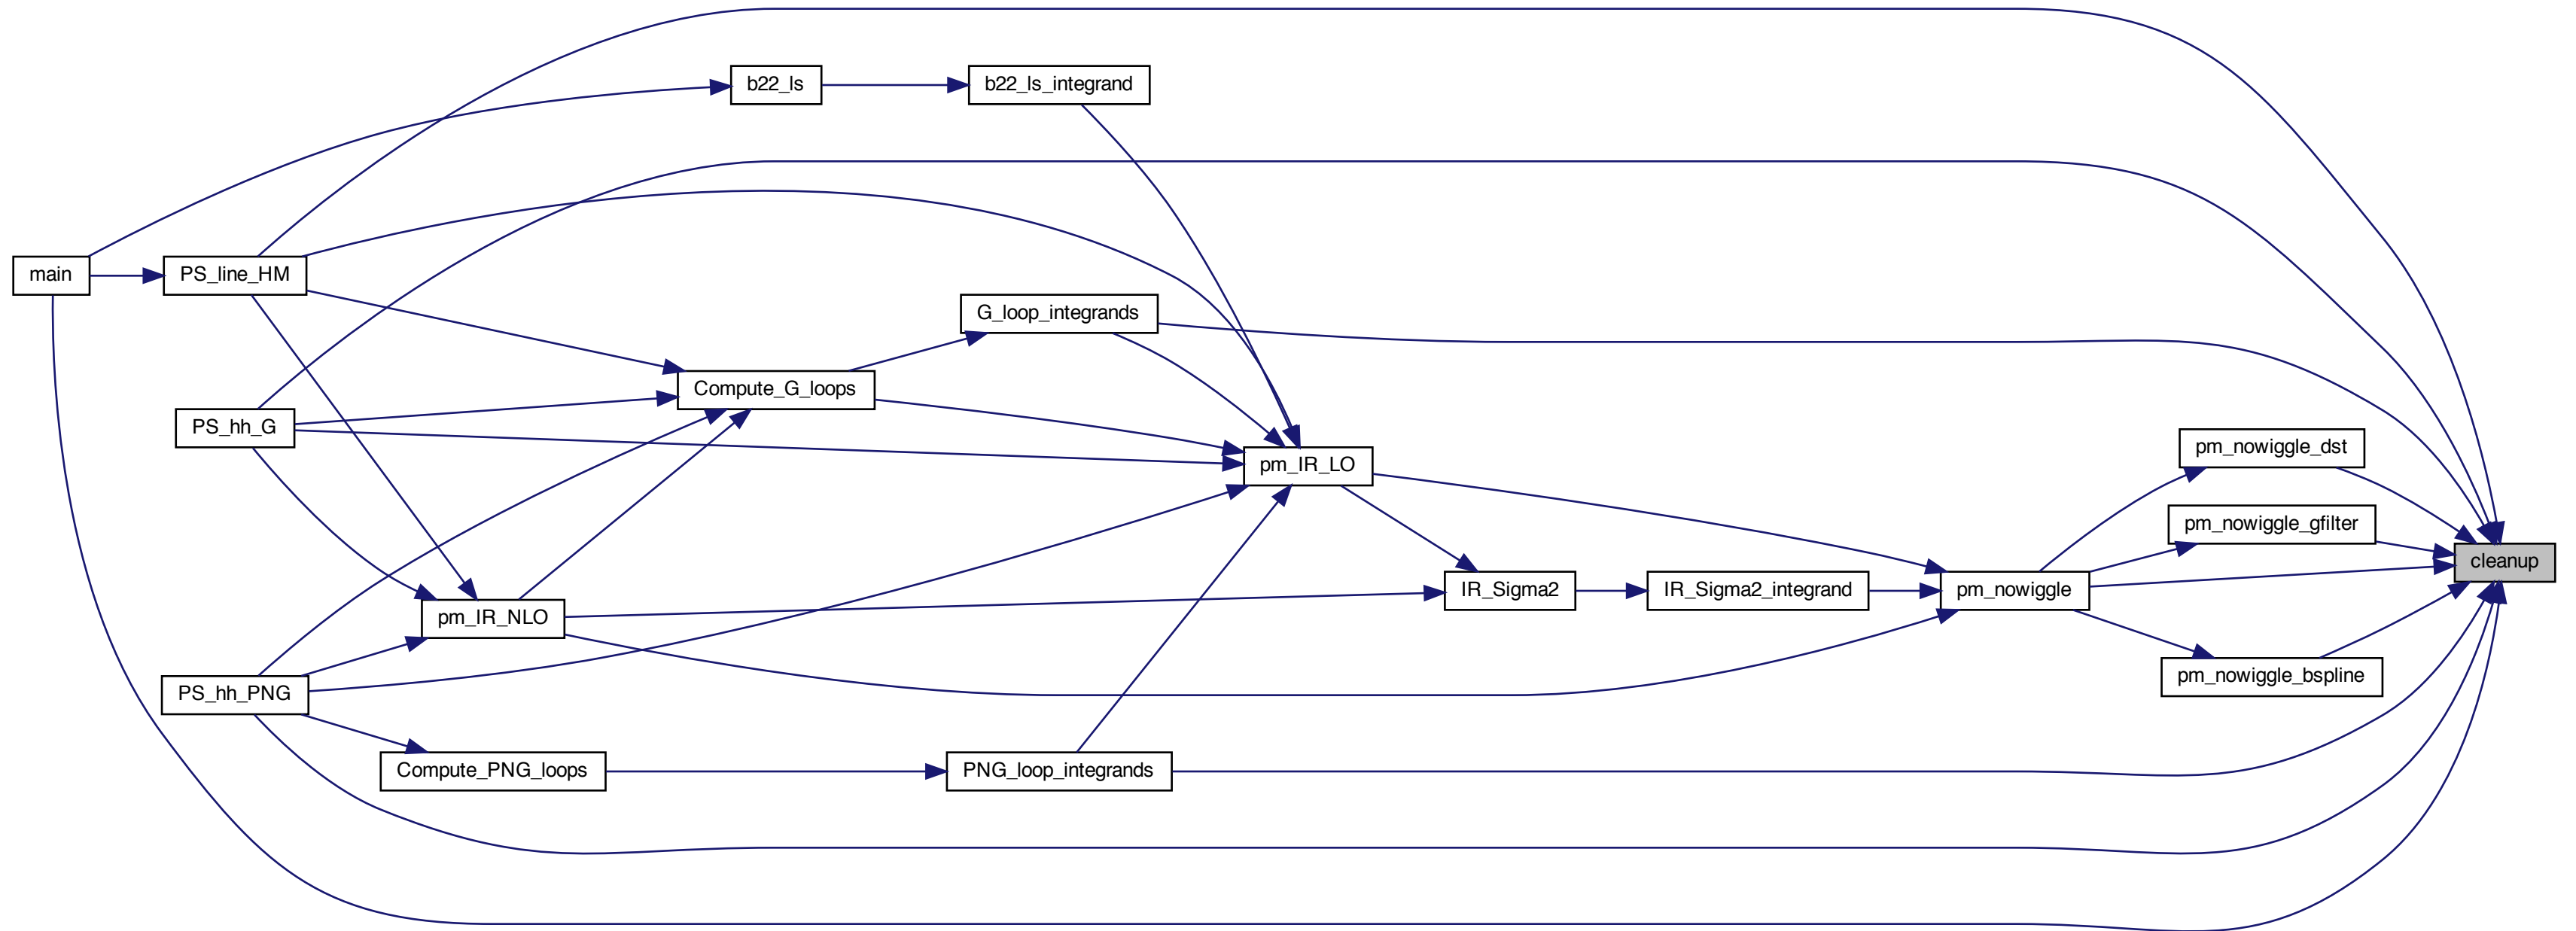 b22_ls
b22_ls_integrand
main
PS_line_HM
G_loop_integrands
Compute_G_loops
PS_hh_G
pm_IR_LO
pm_nowiggle_dst
pm_nowiggle_gfilter
cleanup
IR_Sigma2
IR_Sigma2_integrand
pm_nowiggle
pm_IR_NLO
pm_nowiggle_bspline
PS_hh_PNG
Compute_PNG_loops
PNG_loop_integrands